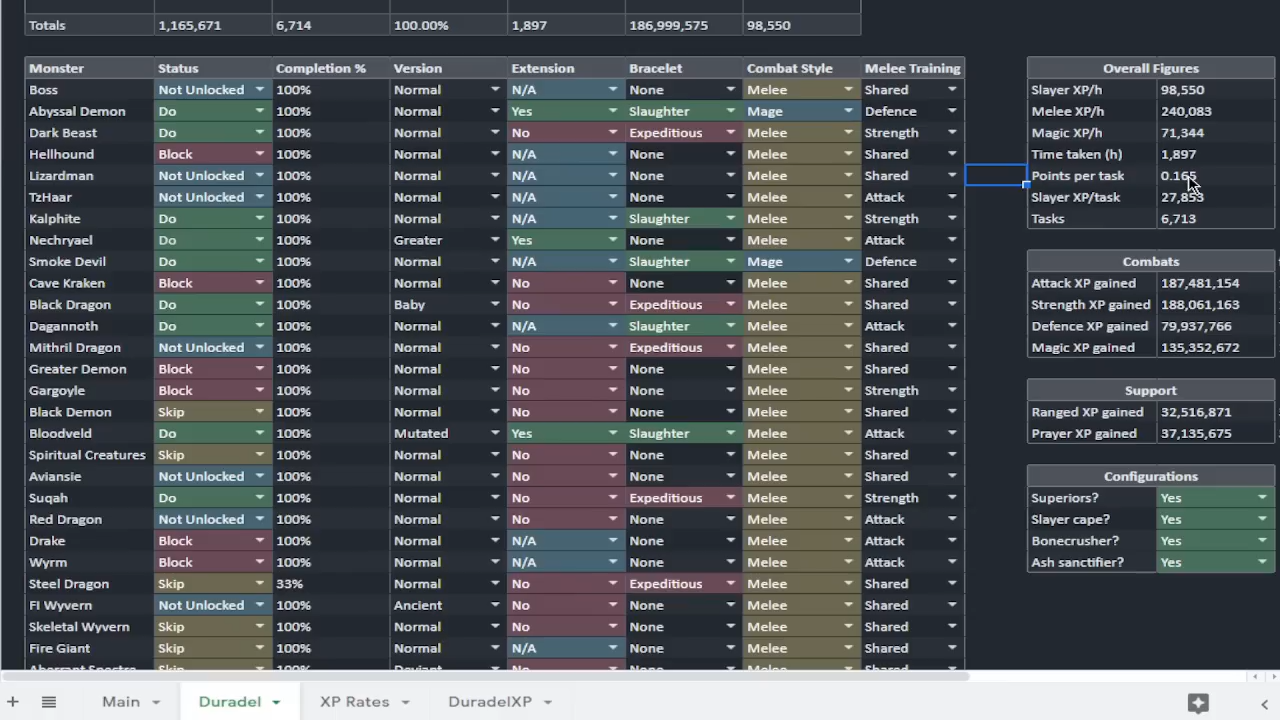 Totals 1,165,671 6,714 100.00% 1,897 186,999,575 98,550
Monster Status Completion % Version Extension Bracelet Combat Style Melee Training Overall Figures
Boss Not Unlocked 100% Normal N/A None Melee Shared Slayer XP/h 98,550
Abyssal Demon Do 100% Normal Yes Slaughter Mage Defence Melee XP/h 240,083
Dark Beast Do 100% Normal No Expeditious Melee Strength Magic XP/h 71,344
Hellhound Block 100% Normal N/A None Melee Shared Time taken (h) 1,897
Lizardman Not Unlocked 100% Normal N/A None Melee Shared Points per task 0.165
TzHaar Not Unlocked 100% Normal N/A None Melee Attack Slayer XP/task 27,853
Kalphite Do 100% Normal N/A Slaughter Melee Strength Tasks 6,713
Nechryael Do 100% Greater Yes None Melee Attack
Smoke Devil Do 100% Normal N/A Slaughter Mage Defence Combats
Cave Kraken Block 100% Normal No None Melee Shared Attack XP gained 187,481,154
Black Dragon Do 100% Baby No Expeditious Melee Shared Strength XP gained 188,061,163
Dagannoth Do 100% Normal N/A Slaughter Melee Attack Defence XP gained 79,937,766
Mithril Dragon Not Unlocked 100% Normal No Expeditious Melee Shared Magic XP gained 135,352,672
Greater Demon Block 100% Normal No None Melee Shared
Gargoyle Block 100% Normal No None Melee Strength Support
Black Demon Skip 100% Normal No None Melee Shared Ranged XP gained 32,516,871
Bloodveld Do 100% Mutated Yes Slaughter Melee Attack Prayer XP gained 37,135,675
Spiritual Creatures Skip 100% Normal No None Melee Shared
Aviansie Not Unlocked 100% Normal No None Melee Shared Configurations
Suqah Do 100% Normal No Expeditious Melee Strength Superiors? Yes
Red Dragon Not Unlocked 100% Normal No None Melee Attack Slayer cape? Yes
Drake Block 100% Normal N/A None Melee Attack Bonecrusher? Yes
Wyrm Block 100% Normal N/A None Melee Attack Ash sanctifier? Yes
Steel Dragon Skip 33% Normal No Expeditious Melee Shared
FI Wyvern Not Unlocked 100% Ancient No None Melee Shared
Skeletal Wyvern Skip 100% Normal No None Melee Shared
Fire Giant Skip 100% Normal N/A None Melee Shared
Aberrant Spectre Skip 100% Deviant No None Melee Shared
Main Duradel XP Rates DuradelXP